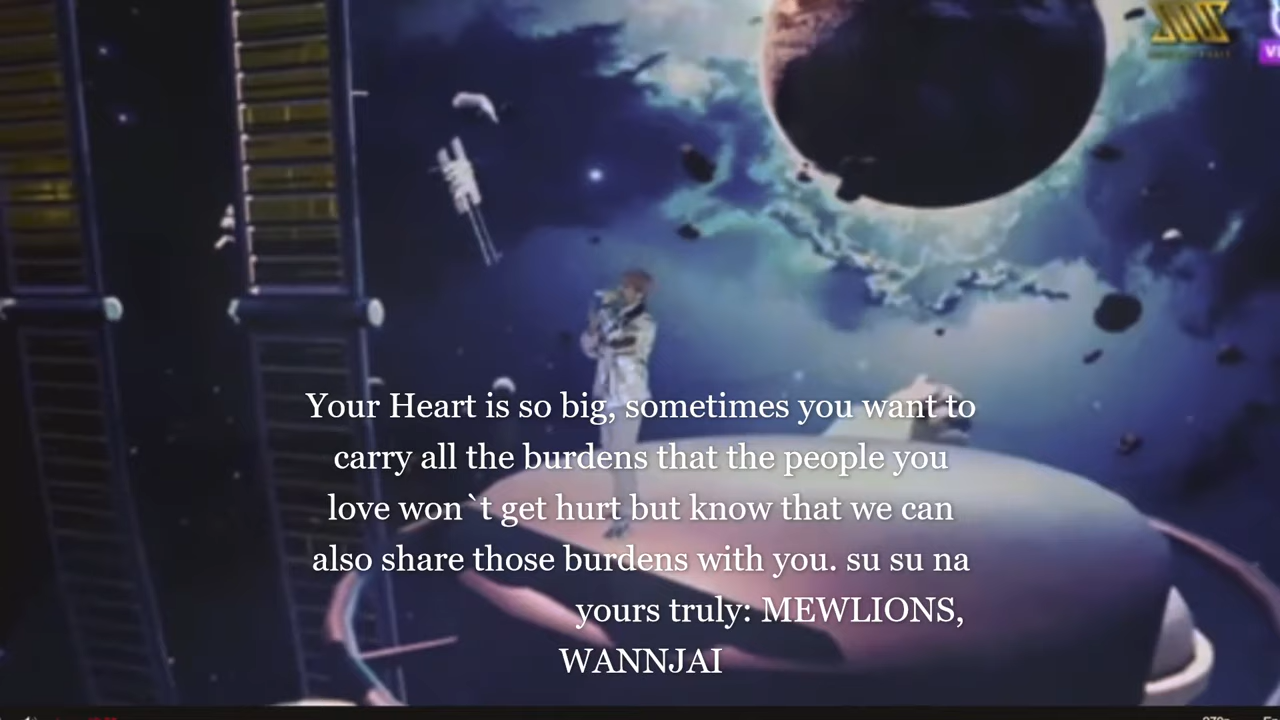 Your Heart is so big, sometimes you want to
carry all the burdens that the people you
love won`t get hurt but know that we can
also share those burdens with you. su su na
yours truly: MEWLIONS,
WANNJAI